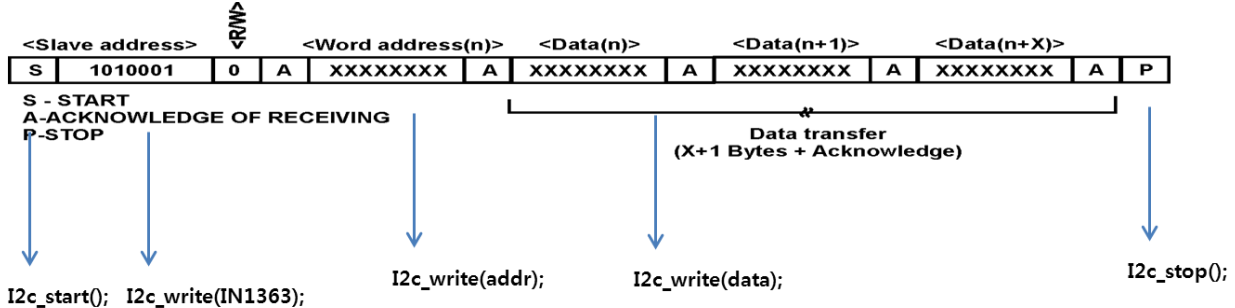 <R/W>
<Slave address> <Word address(n)> <Data(n)> <Data(n+1)> <Data(n+X)>
S 1010001 0 A XXXXXXXX A XXXXXXXX A XXXXXXXX A XXXXXXXX A P
S - START
A-ACKNOWLEDGE OF RECEIVING
P-STOP
Data transfer
(X+1 Bytes + Acknowledge)
I2c_start(); I2c_write(IN1363); I2c_write(addr); I2c_write(data); I2c_stop();